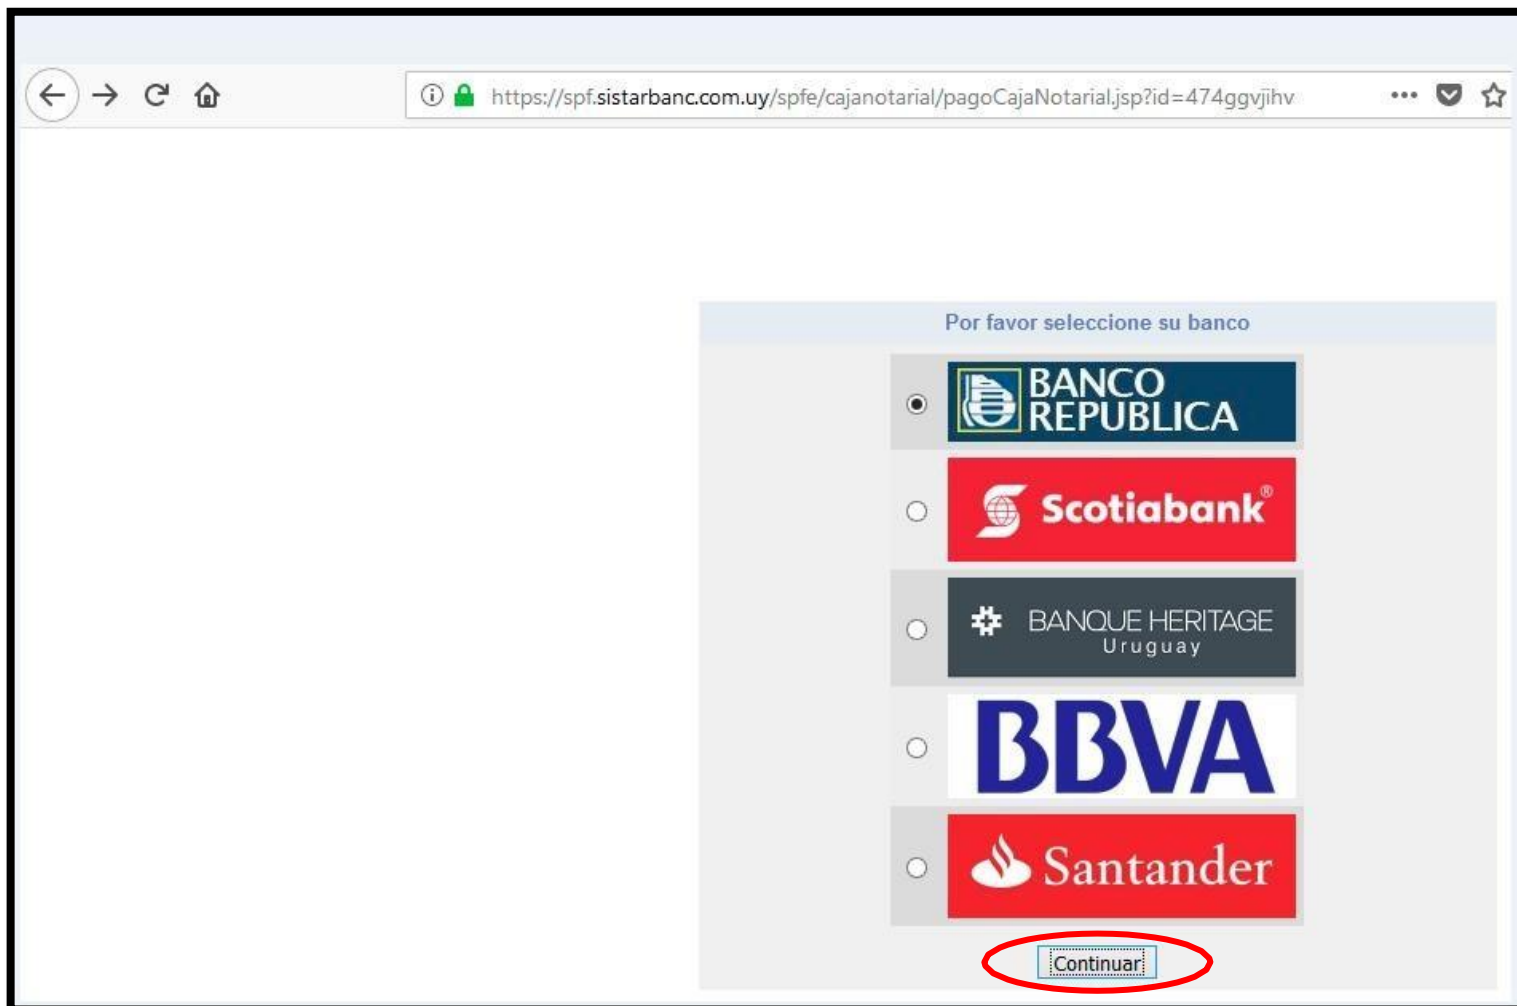 https://spf.sistarbanc.com.uy/spfe/cajanotarial/pagoCajaNotarial.jsp?id=474ggvjihv
Por favor seleccione su banco
BANCO
REPUBLICA
Scotiabank®
BANQUE HERITAGE
Uruguay
BBVA
Santander
Continuar